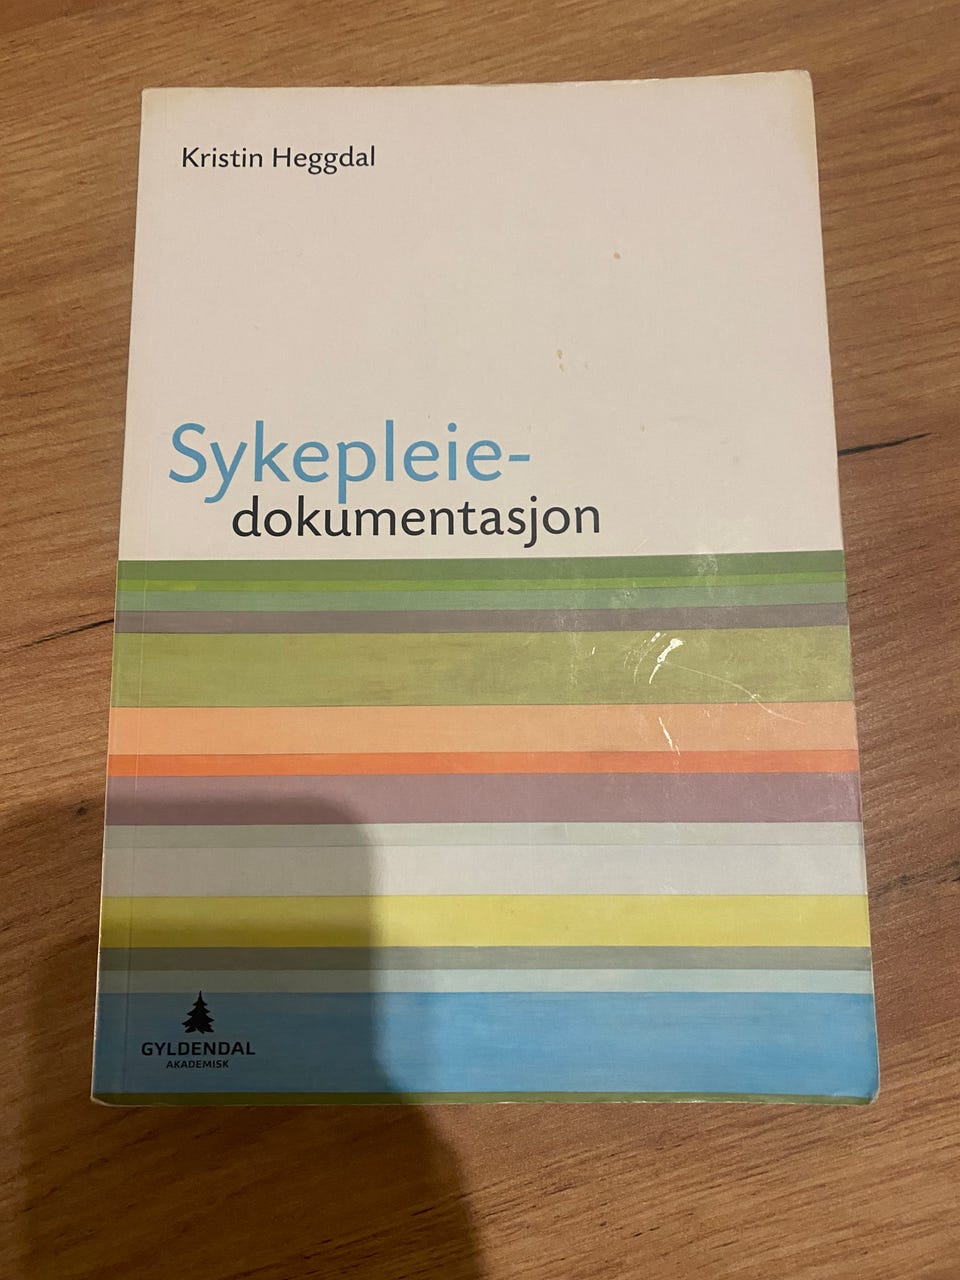 Kristin Heggdal
Sykepleie-
dokumentasjon
GYLDENDAL
AKADEMISK